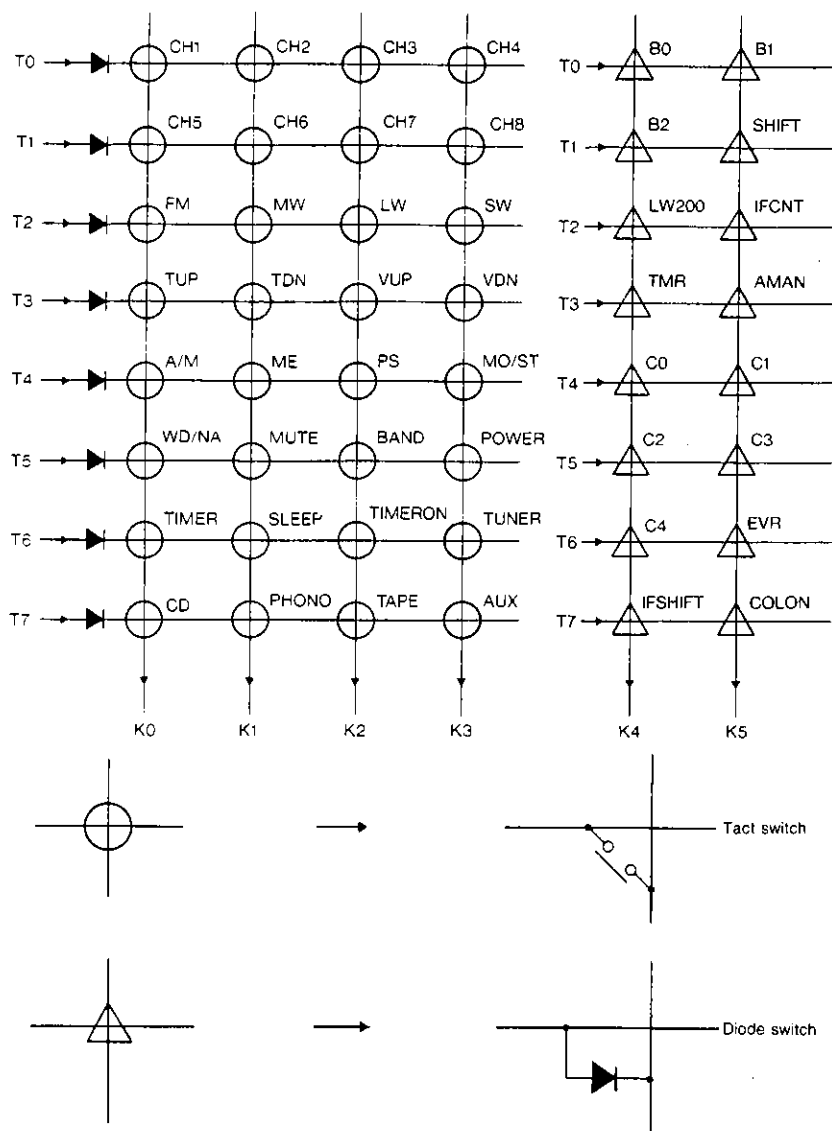 T0 CH1 CH2 CH3 CH4 T0 B0 B1
T1 CH5 CH6 CH7 CH8 T1 B2 SHIFT
T2 FM MW LW SW T2 LW200 IFCNT
T3 TUP TDN VUP VDN T3 TMR AMAN
T4 A/M ME PS MO/ST T4 C0 C1
T5 WD/NA MUTE BAND POWER T5 C2 C3
T6 TIMER SLEEP TIMERON TUNER T6 C4 EVR
T7 CD PHONO TAPE AUX T7 IFSHIFT COLON
K0 K1 K2 K3 K4 K5
Tact switch
Diode switch